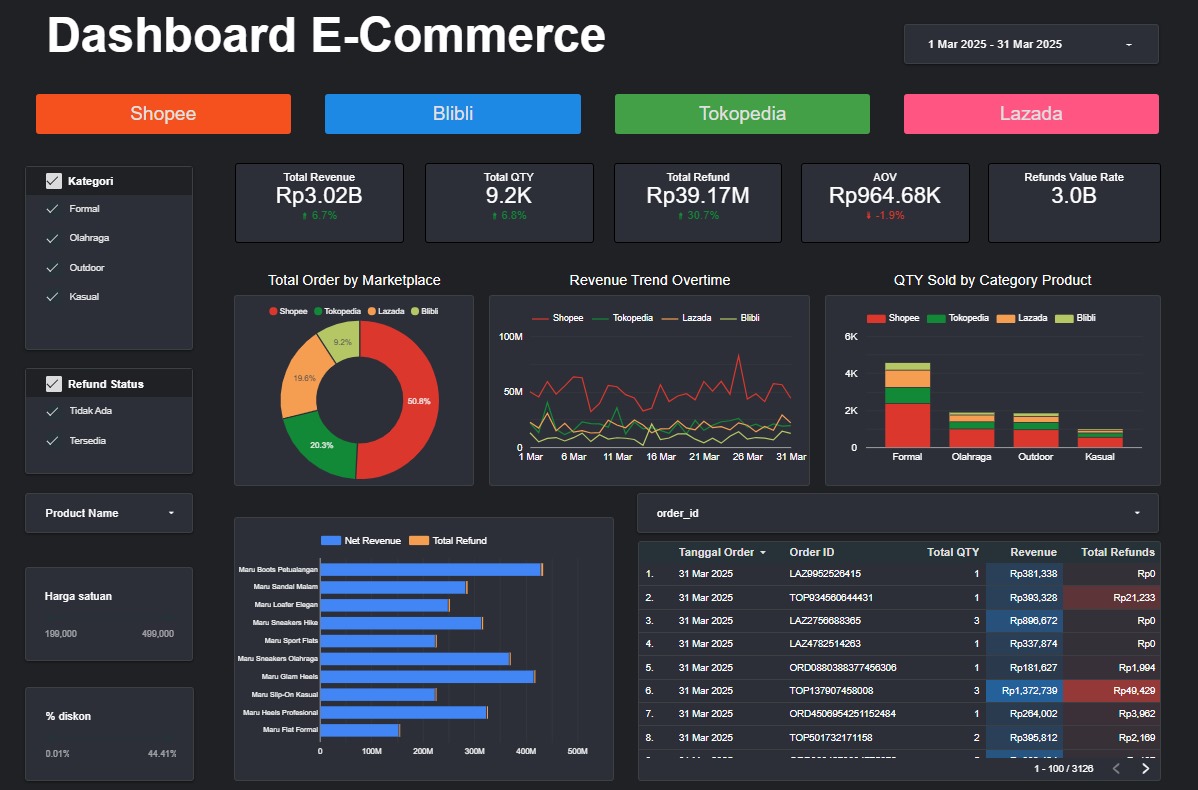 Dashboard E-Commerce
1 Mar 2025 - 31 Mar 2025
Shopee
Blibli
Tokopedia
Lazada
Kategori
Formal
Olahraga
Outdoor
Kasual
Refund Status
Tidak Ada
Tersedia
Product Name
Harga satuan
199,000 499,000
% diskon
0.01% 44.41%
Total Revenue
Rp3.02B
6.7%
Total QTY
9.2K
6.8%
Total Refund
Rp39.17M
30.7%
AOV
Rp964.68K
-1.9%
Refunds Value Rate
3.0B
Total Order by Marketplace
Shopee Tokopedia Lazada Blibli
9.2%
19.6%
50.8%
20.3%
Revenue Trend Overtime
Shopee Tokopedia Lazada Blibli
100M
50M
0
1 Mar 6 Mar 11 Mar 16 Mar 21 Mar 26 Mar 31 Mar
QTY Sold by Category Product
Shopee Tokopedia Lazada Blibli
6K
4K
2K
0
Formal Olahraga Outdoor Kasual
Net Revenue Total Refund
Maru Boots Petualangan
Maru Sandal Malam
Maru Loafer Elegan
Maru Sneakers Hike
Maru Sport Flats
Maru Sneakers Olahraga
Maru Glam Heels
Maru Slip-On Kasual
Maru Heels Profesional
Maru Flat Formal
0 100M 200M 300M 400M 500M
order_id
Tanggal Order Order ID Total QTY Revenue Total Refunds
1. 31 Mar 2025 LAZ9952526415 1 Rp381,338 Rp0
2. 31 Mar 2025 TOP934560644431 1 Rp393,328 Rp21,233
3. 31 Mar 2025 LAZ2756688365 3 Rp896,672 Rp0
4. 31 Mar 2025 LAZ4782514263 1 Rp337,874 Rp0
5. 31 Mar 2025 ORD0880388377456306 1 Rp181,627 Rp1,994
6. 31 Mar 2025 TOP137907458008 3 Rp1,372,739 Rp49,429
7. 31 Mar 2025 ORD4506954251152484 1 Rp264,002 Rp3,962
8. 31 Mar 2025 TOP501732171158 2 Rp395,812 Rp2,169
1 - 100 / 3126